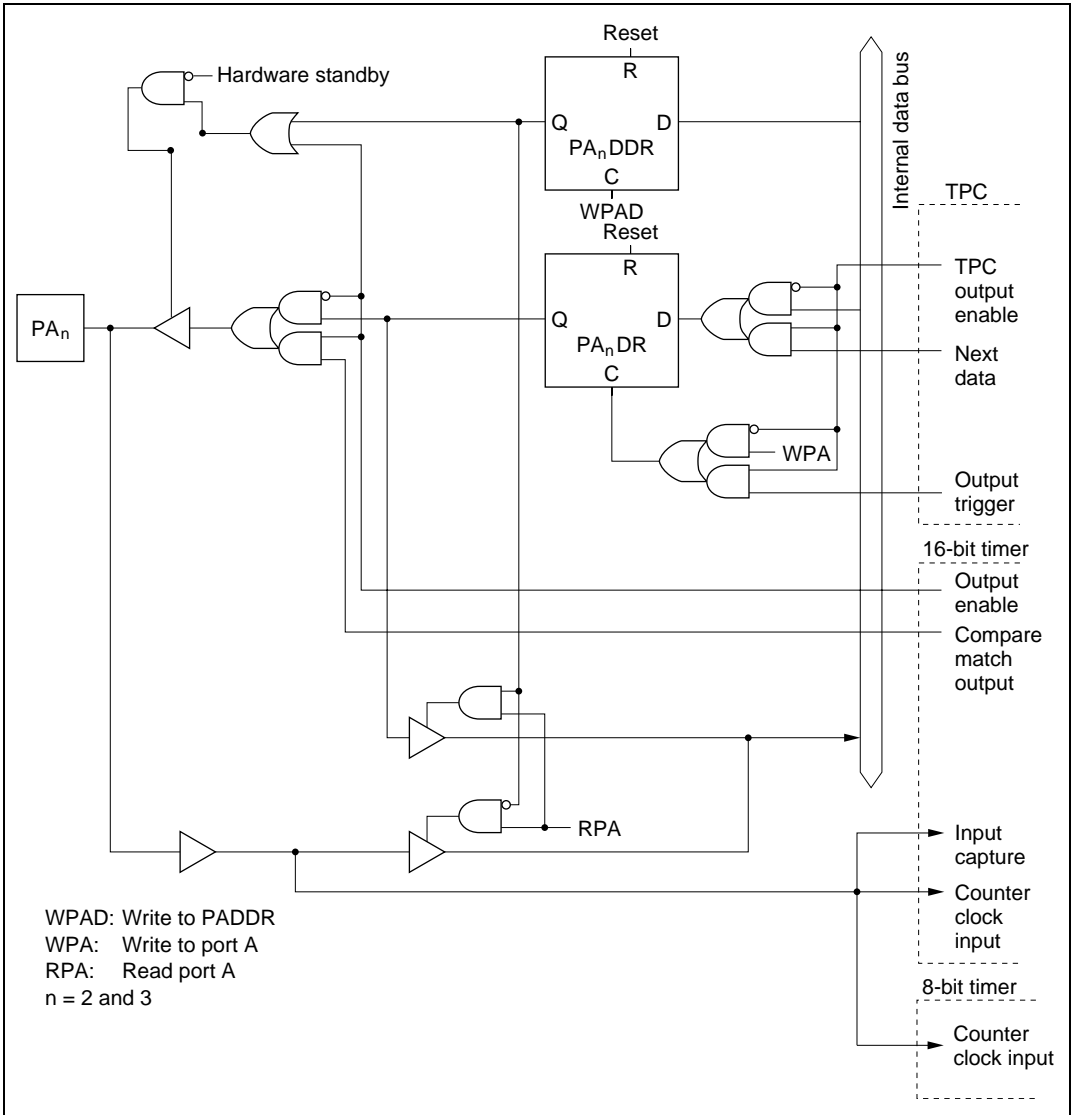 Reset
R
Hardware standby
Q
D
PAnDDR
C
WPAD
Internal data bus
TPC
Reset
R
TPC
output
enable
PAn
Q
D
PAnDR
C
Next
data
WPA
Output
trigger
16-bit timer
Output
enable
Compare
match
output
RPA
Input
capture
Counter
clock
input
WPAD: Write to PADDR
WPA: Write to port A
RPA: Read port A
n = 2 and 3
8-bit timer
Counter
clock input